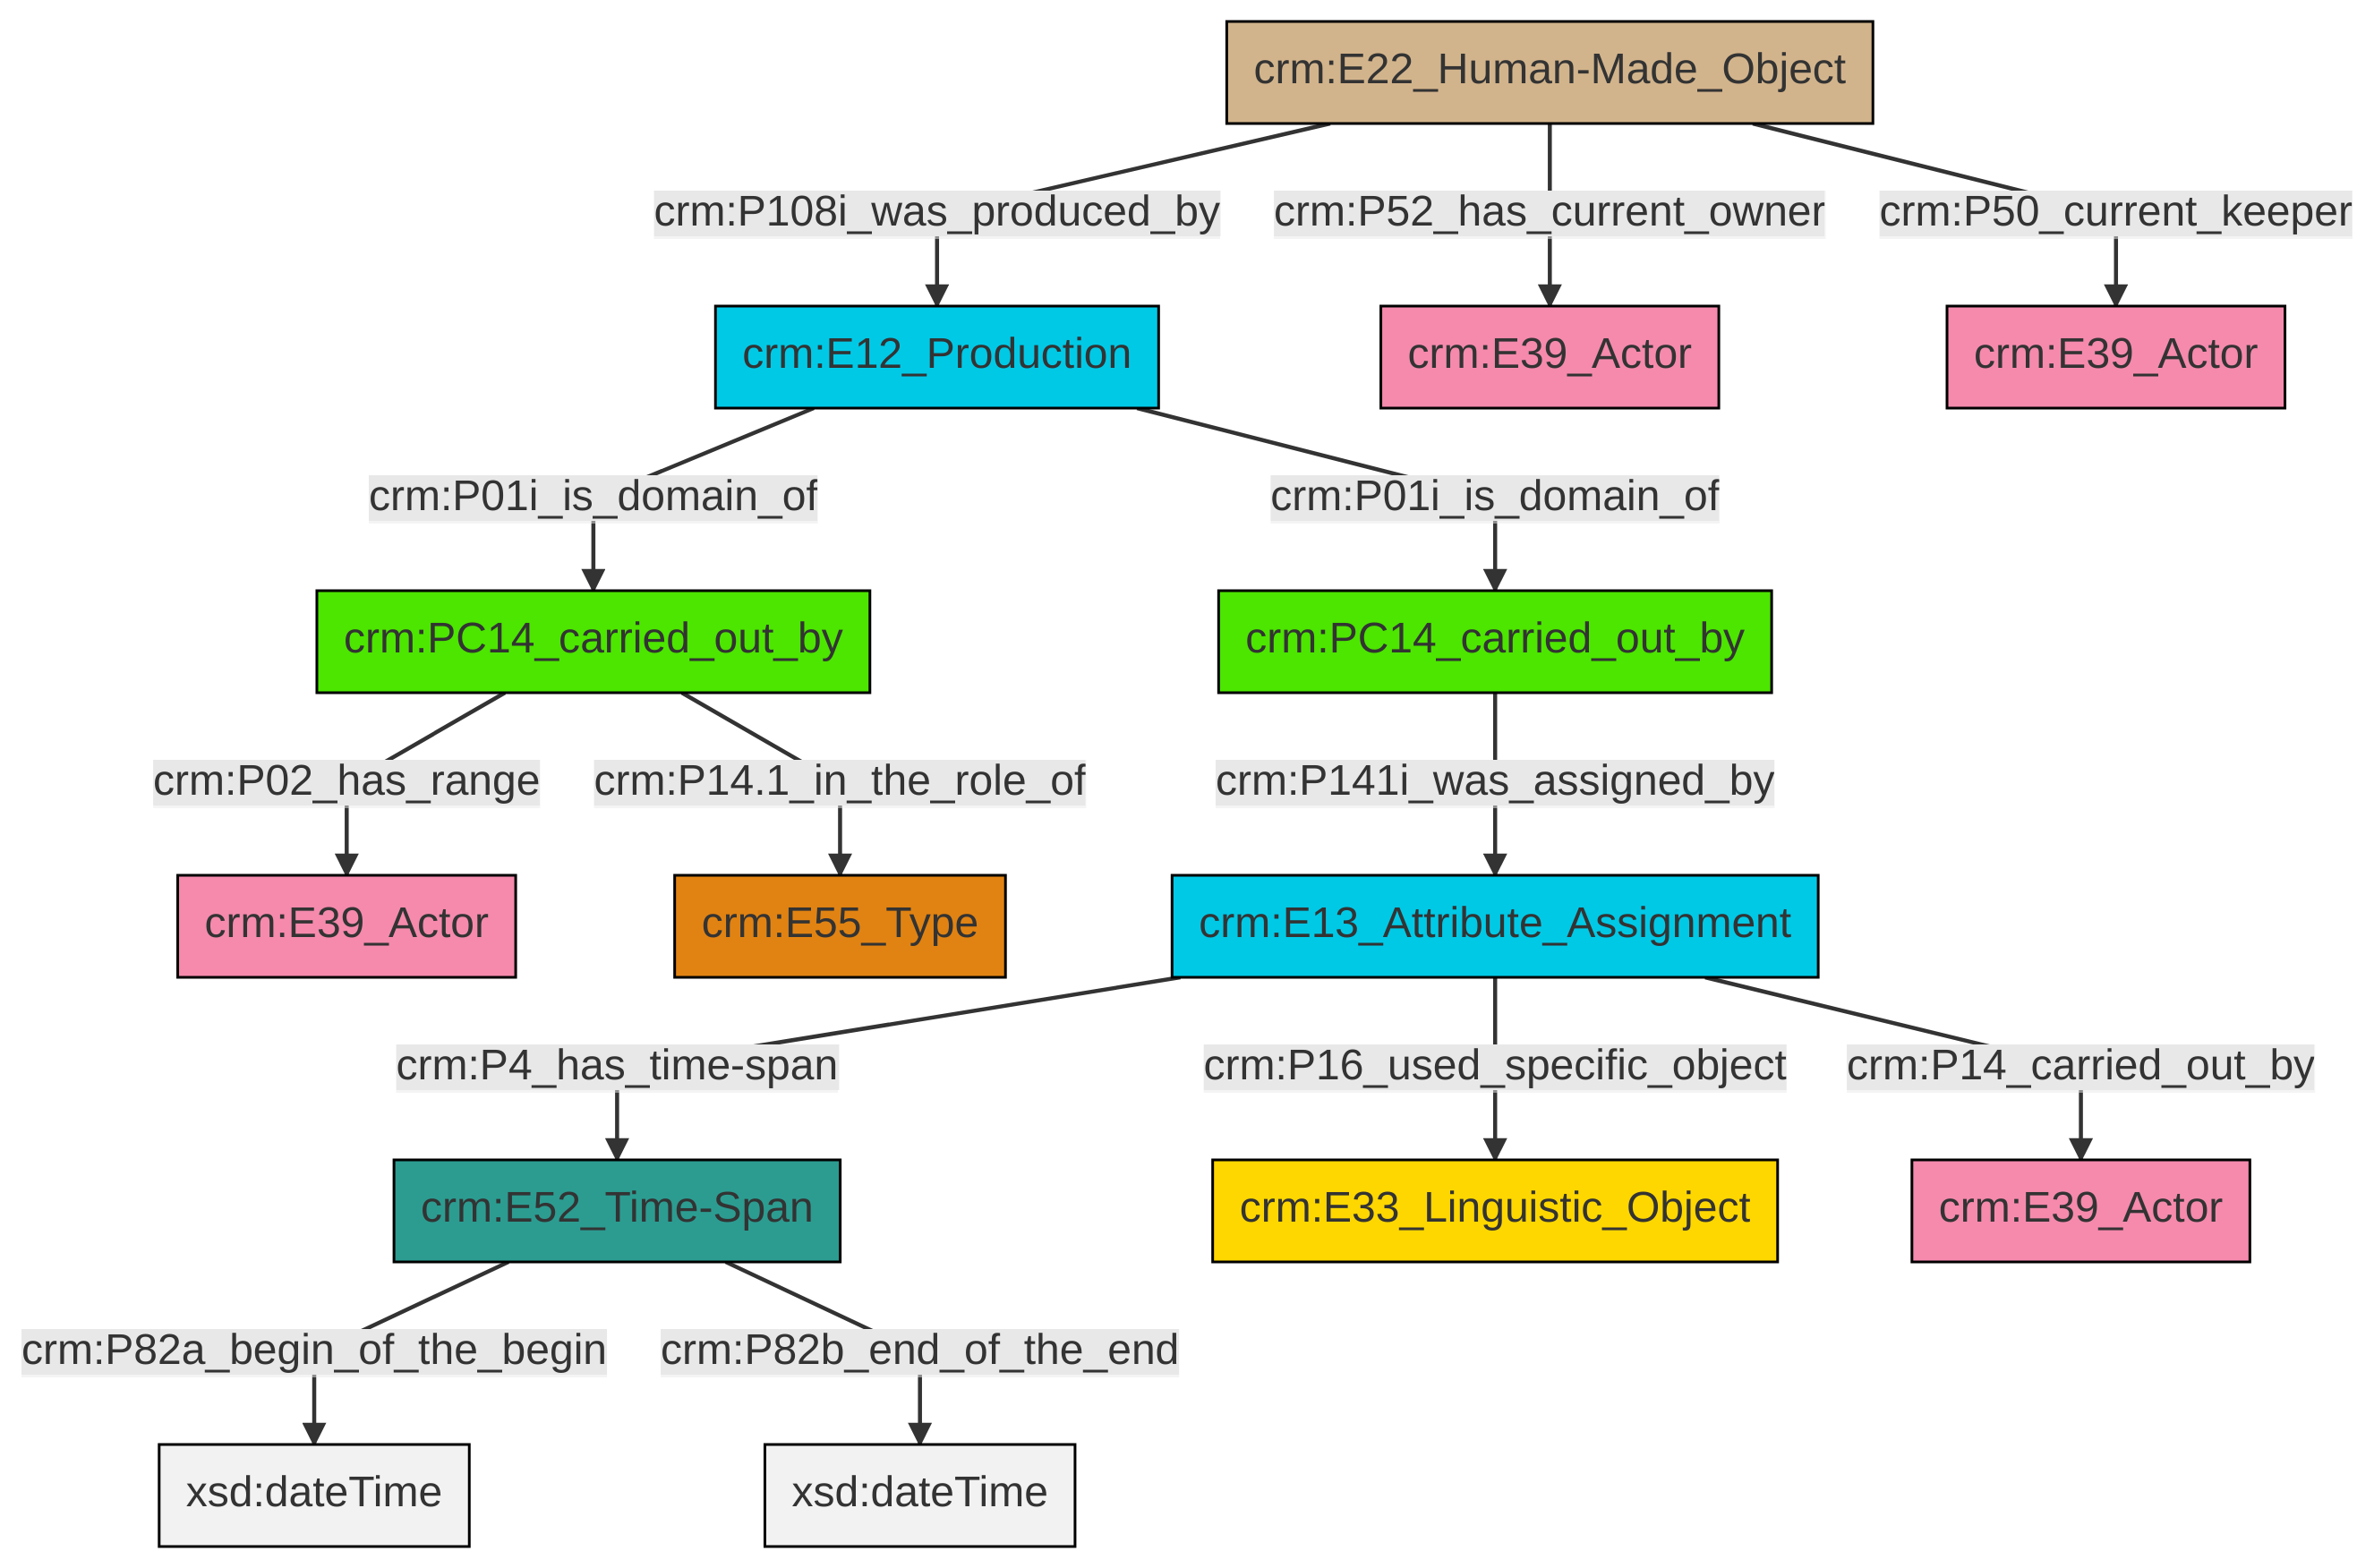 crm:E22_Human-Made_Object
crm:P108i_was_produced_by
crm:P52_has_current_owner
crm:P50_current_keeper
crm:E12_Production
crm:E39_Actor
crm:E39_Actor
crm:P01i_is_domain_of
crm:P01i_is_domain_of
crm:PC14_carried_out_by
crm:PC14_carried_out_by
crm:P02_has_range
crm:P14.1_in_the_role_of
crm:P141i_was_assigned_by
crm:E39_Actor
crm:E55_Type
crm:E13_Attribute_Assignment
crm:P4_has_time-span
crm:P16_used_specific_object
crm:P14_carried_out_by
crm:E52_Time-Span
crm:E33_Linguistic_Object
crm:E39_Actor
crm:P82a_begin_of_the_begin
crm:P82b_end_of_the_end
xsd:dateTime
xsd:dateTime